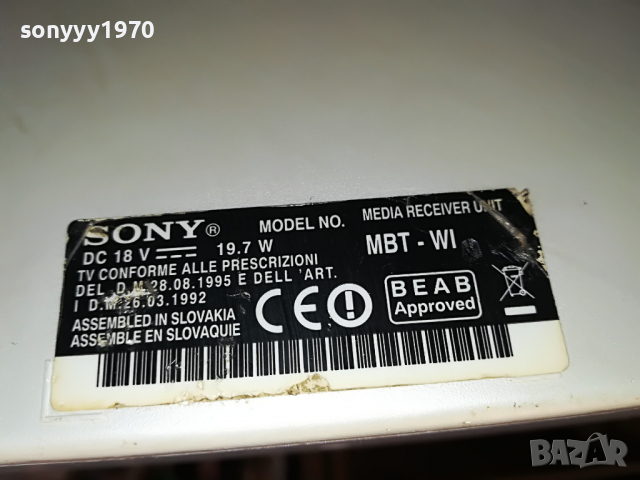 sonyyy1970
SONY® MODEL NO. MEDIA RECEIVER UNIT
DC 18 V 19.7 W MBT - WI
TV CONFORME ALLE PRESCRIZIONI
DEL D.M.28.08.1995 E DELL 'ART.
I D.M.26.03.1992
ASSEMBLED IN SLOVAKIA
ASSEMBLE EN SLOVAQUIE
CE
BEAB
Approved
BAZAR